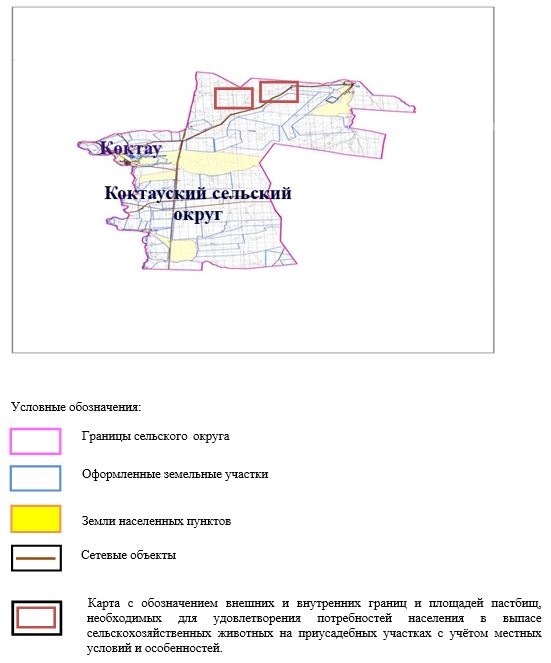 Коктау
Коктауский сельский
округ
Условные обозначения:
Границы сельского округа
Оформленные земельные участки
Земли населенных пунктов
Сетевые объекты
Карта с обозначением внешних и внутренних границ и площадей пастбищ,
необходимых для удовлетворения потребностей населения в выпасе
сельскохозяйственных животных на приусадебных участках с учётом местных
условий и особенностей.